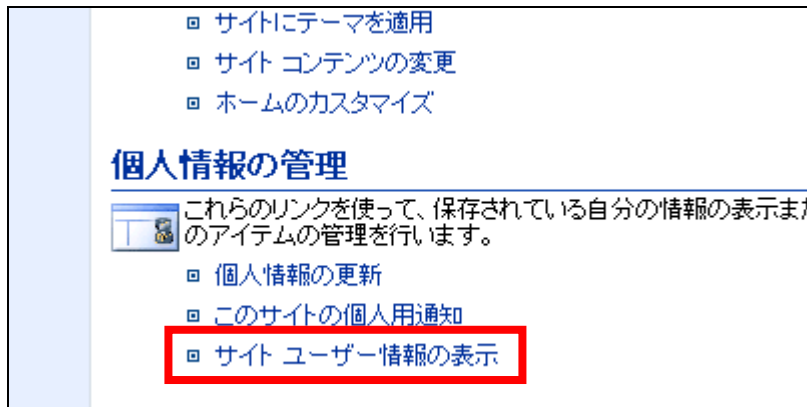 サイトにテーマを適用
サイト コンテンツの変更
ホームのカスタマイズ
個人情報の管理
これらのリンクを使って、保存されている自分の情報の表示また
のアイテムの管理を行います。
個人情報の更新
このサイトの個人用通知
サイト ユーザー情報の表示